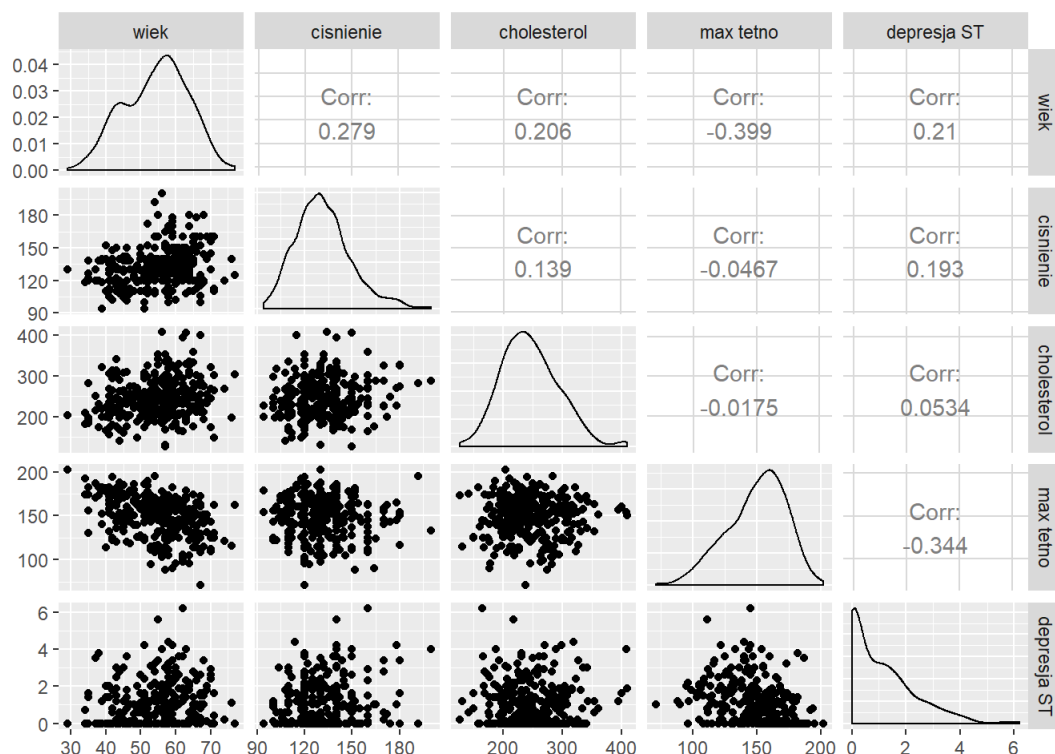 wiek cisnienie cholesterol max tetno depresja ST
0.04
0.03
0.02
0.01
0.00
Corr:
0.279
Corr:
0.206
Corr:
-0.399
Corr:
0.21
wiek
180
150
120
90
Corr:
0.139
Corr:
-0.0467
Corr:
0.193
cisnienie
400
300
200
Corr:
-0.0175
Corr:
0.0534
cholesterol
200
150
100
Corr:
-0.344
max tetno
6
4
2
0
depresja ST
30 40 50 60 70 90 120 150 180 200 300 400 100 150 200 0 2 4 6